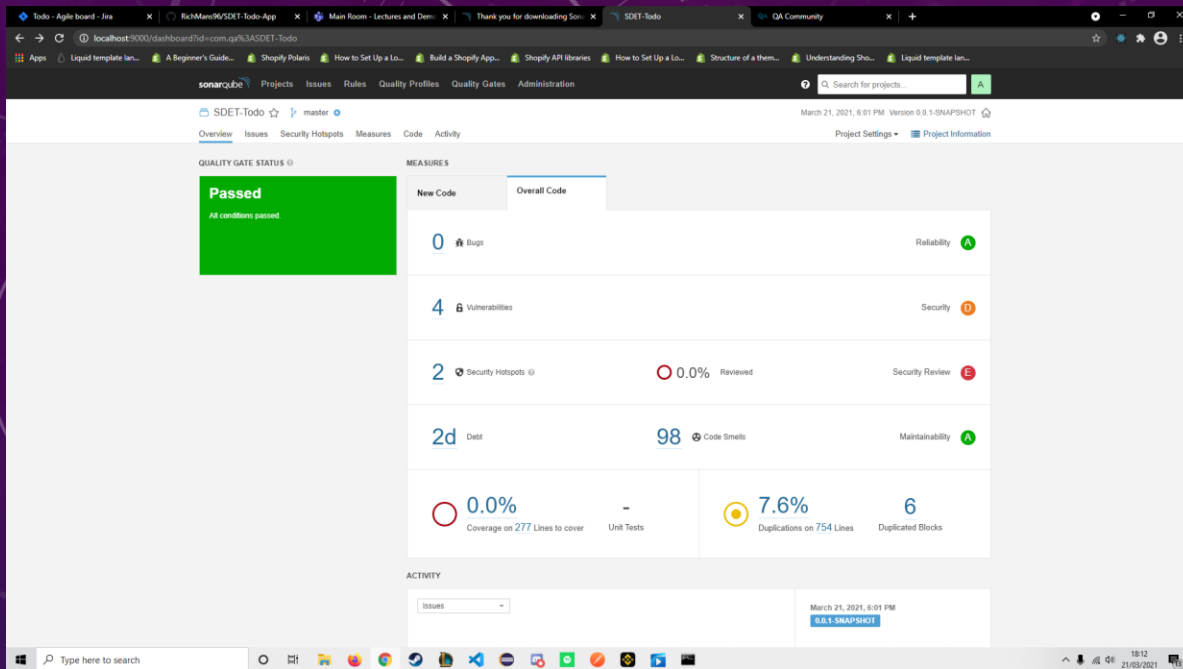 Todo - Agile board - Jira
RichMans96/SDET-Todo-App
Main Room - Lectures and Demo
Thank you for downloading Sona
SDET-Todo
QA Community
localhost:9000/dashboard?id=com.qa%3ASDET-Todo
Apps
Liquid template lan...
A Beginner's Guide...
Shopify Polaris
How to Set Up a Lo...
Build a Shopify App...
Shopify API libraries
How to Set Up a Lo...
Structure of a them...
Understanding Sho...
Liquid template lan...
sonarqube Projects Issues Rules Quality Profiles Quality Gates Administration
Search for projects... A
SDET-Todo master
March 21, 2021, 6:01 PM Version 0.0.1-SNAPSHOT
Overview Issues Security Hotspots Measures Code Activity
Project Settings Project Information
QUALITY GATE STATUS
MEASURES
Passed
All conditions passed.
New Code
Overall Code
0 Bugs
Reliability A
4 Vulnerabilities
Security D
2 Security Hotspots
0.0% Reviewed
Security Review E
2d Debt
98 Code Smells
Maintainability A
0.0%
Coverage on 277 Lines to cover
-
Unit Tests
7.6%
Duplications on 754 Lines
6
Duplicated Blocks
ACTIVITY
Issues
March 21, 2021, 6:01 PM
0.0.1-SNAPSHOT
Type here to search
18:12
21/03/2021